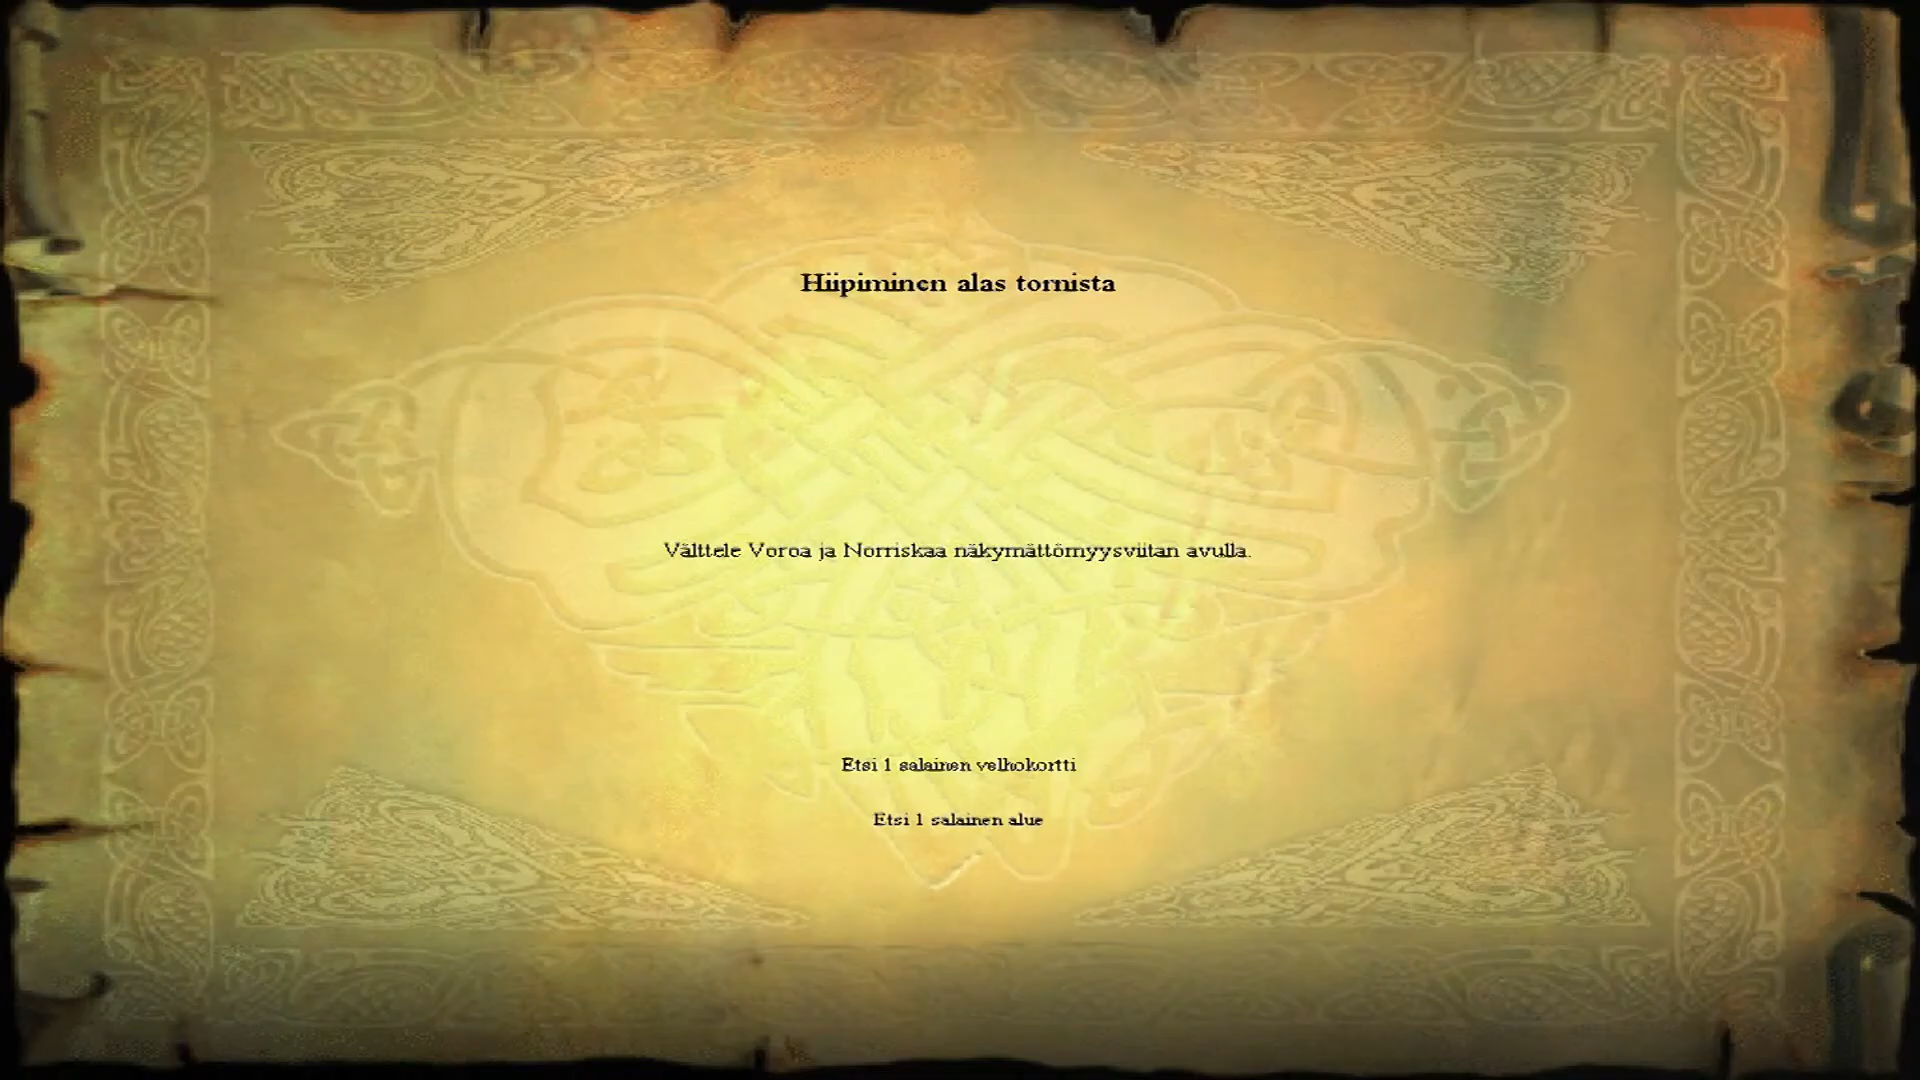 Hiipiminen alas tornista
Välttele Voroa ja Norriskaa näkymättömyysviitan avulla.
Etsi 1 salainen velhokortti
Etsi 1 salainen alue